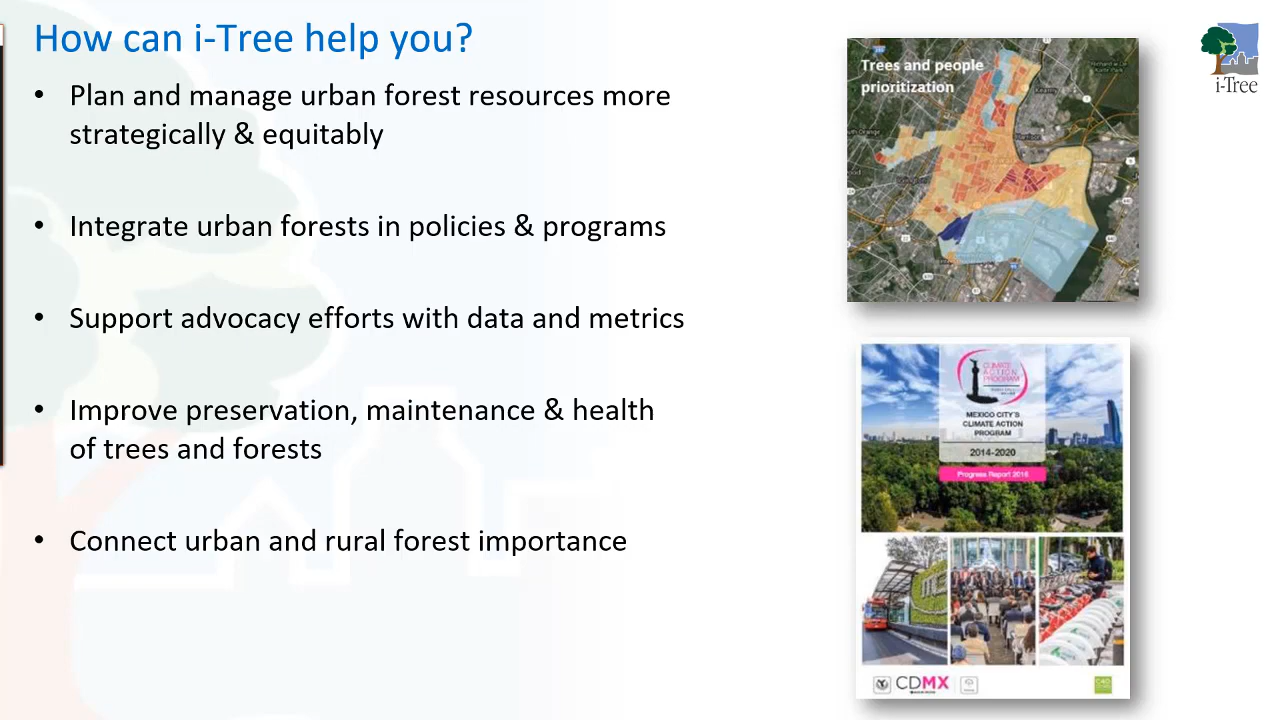 How can i-Tree help you?
• Plan and manage urban forest resources more
strategically & equitably
• Integrate urban forests in policies & programs
• Support advocacy efforts with data and metrics
• Improve preservation, maintenance & health
of trees and forests
• Connect urban and rural forest importance
Trees and people
prioritization
Kearny
Harrison
i-Tree
CLIMATE
ACTION
PROGRAM
MEXICO CITY'S
CLIMATE ACTION
PROGRAM
2014-2020
Progress Report 2016
CDMX